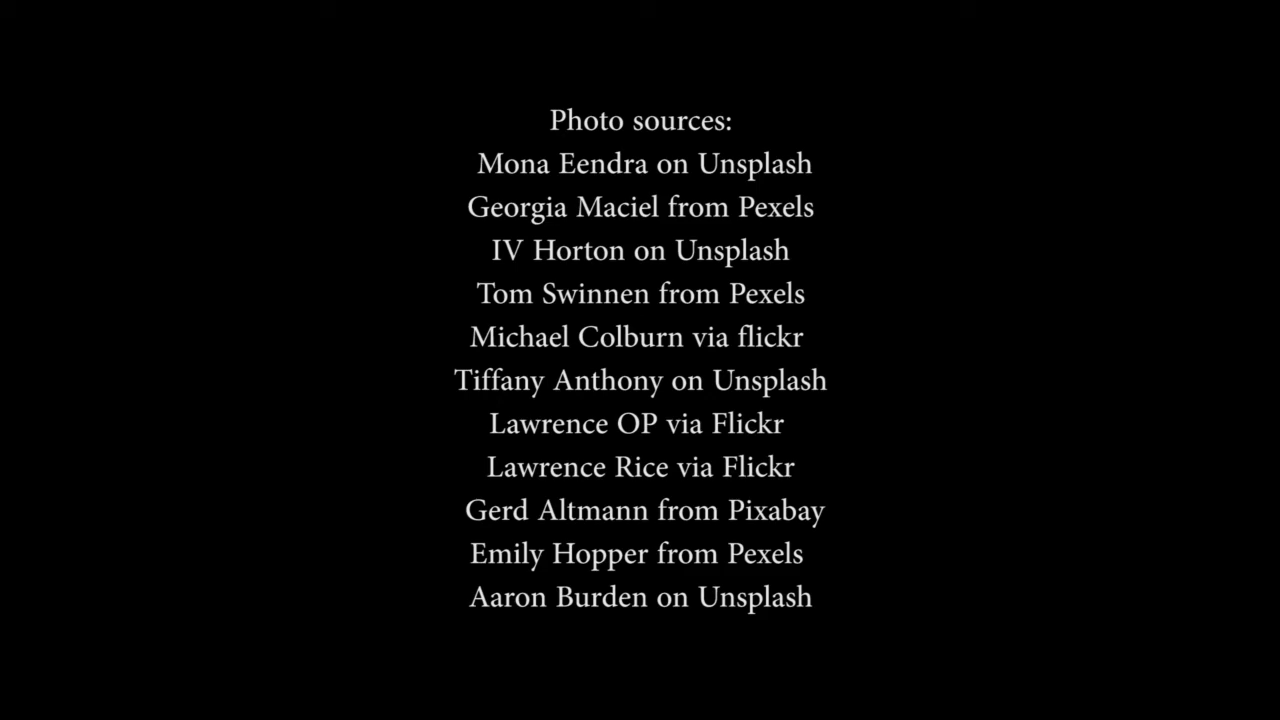 Photo sources:
Mona Eendra on Unsplash
Georgia Maciel from Pexels
IV Horton on Unsplash
Tom Swinnen from Pexels
Michael Colburn via flickr
Tiffany Anthony on Unsplash
Lawrence OP via Flickr
Lawrence Rice via Flickr
Gerd Altmann from Pixabay
Emily Hopper from Pexels
Aaron Burden on Unsplash